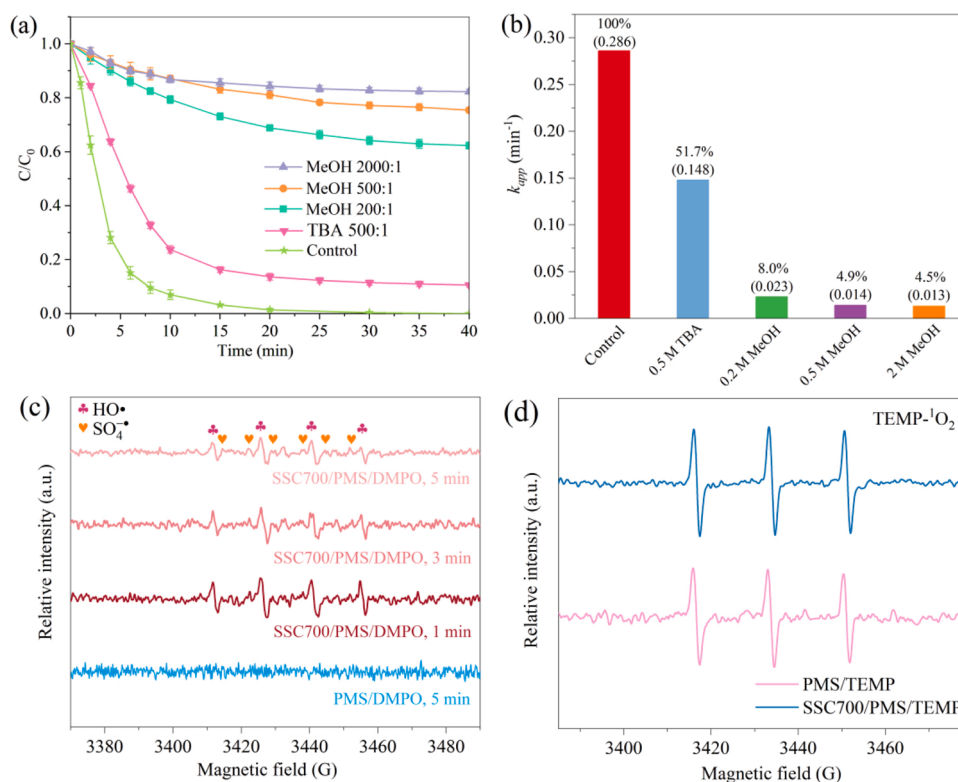 (a)
1.0
0.8
0.6
0.4
0.2
0.0
C/C0
0
5
10
15
20
25
30
35
40
Time (min)
MeOH 2000:1
MeOH 500:1
MeOH 200:1
TBA 500:1
Control
(b)
0.30
0.25
0.20
0.15
0.10
0.05
0.00
kapp (min-1)
100%
(0.286)
51.7%
(0.148)
8.0%
(0.023)
4.9%
(0.014)
4.5%
(0.013)
Control
0.5 M TBA
0.2 M MeOH
0.5 M MeOH
2 M MeOH
(c)
♣ HO•
♥ SO4−•
SSC700/PMS/DMPO, 5 min
SSC700/PMS/DMPO, 3 min
SSC700/PMS/DMPO, 1 min
PMS/DMPO, 5 min
Relative intensity (a.u.)
3380
3400
3420
3440
3460
3480
Magnetic field (G)
(d)
TEMP-1O2
Relative intensity (a.u.)
PMS/TEMP
SSC700/PMS/TEMP
3400
3420
3440
3460
Magnetic field (G)